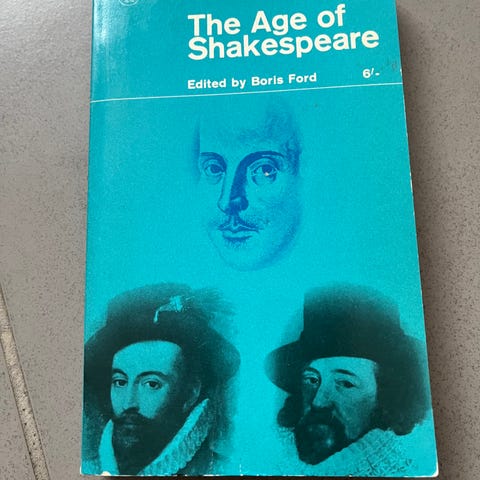 The Age of
Shakespeare
Edited by Boris Ford 6/-